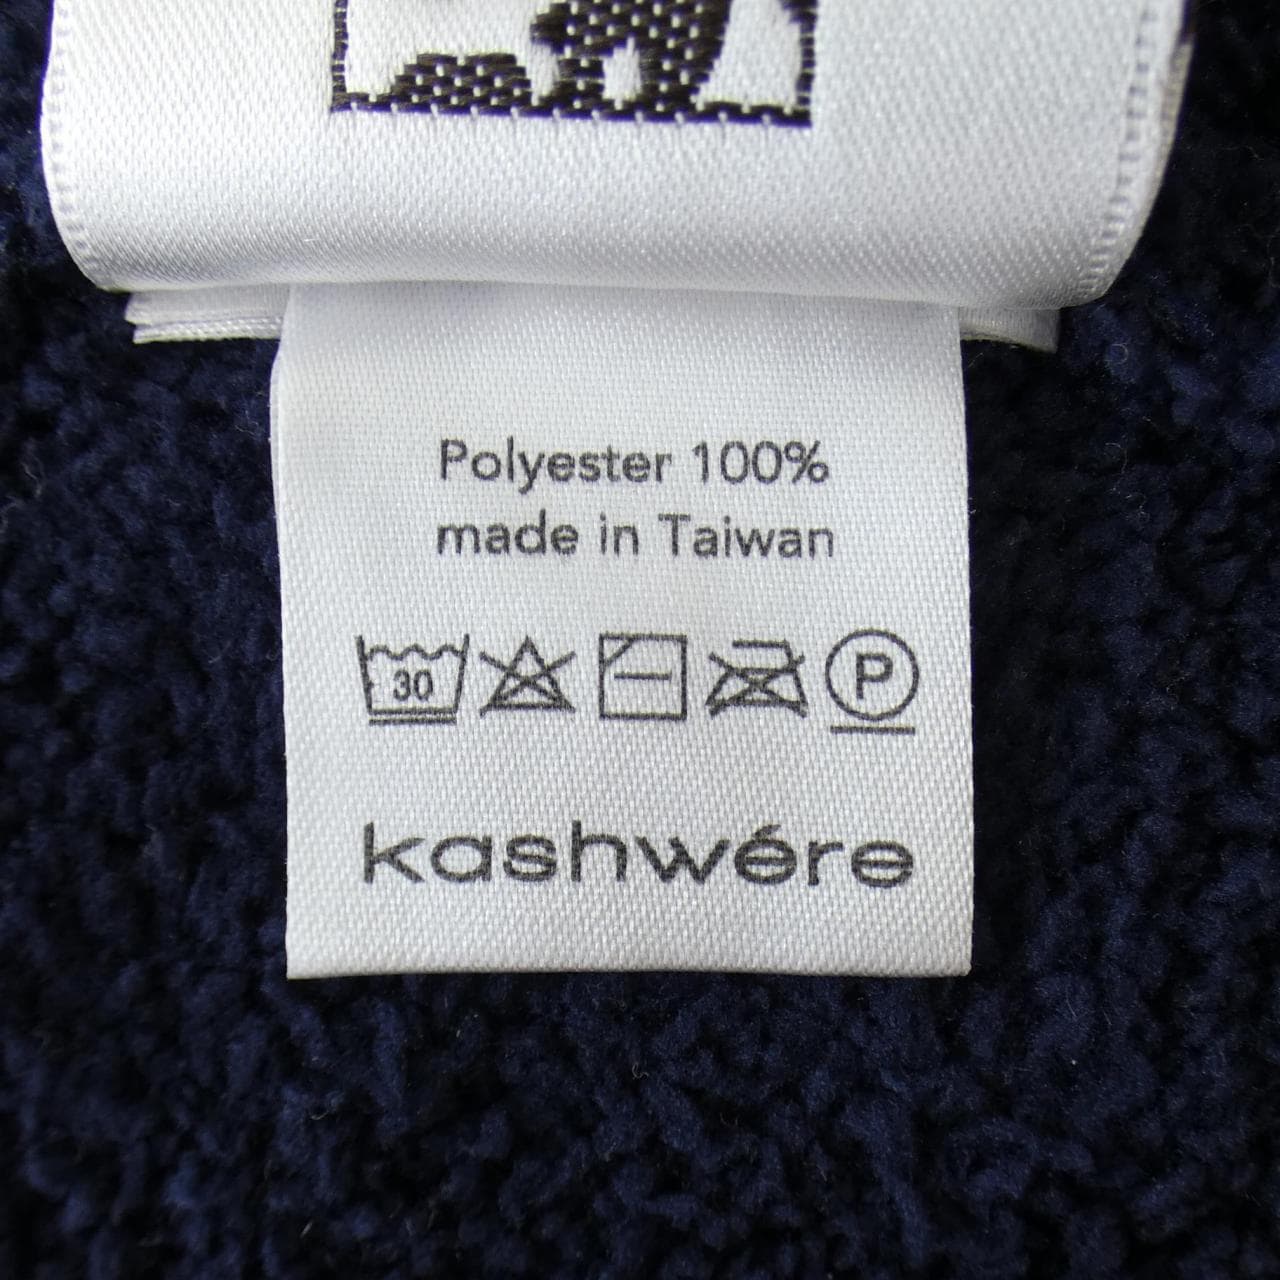 Polyester 100%
made in Taiwan
30 P
kashwére